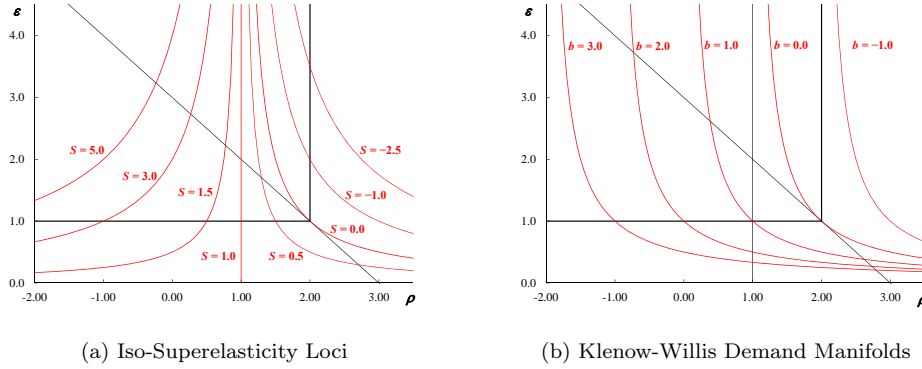 ε
4.0
3.0
2.0
1.0
0.0
-2.00 -1.00 0.00 1.00 2.00 3.00 ρ
S = 5.0
S = 3.0
S = 1.5
S = 1.0
S = 0.5
S = 0.0
S = −1.0
S = −2.5
(a) Iso-Superelasticity Loci
ε
4.0
3.0
2.0
1.0
0.0
-2.00 -1.00 0.00 1.00 2.00 3.00 ρ
b = 3.0 b = 2.0 b = 1.0 b = 0.0 b = −1.0
(b) Klenow-Willis Demand Manifolds